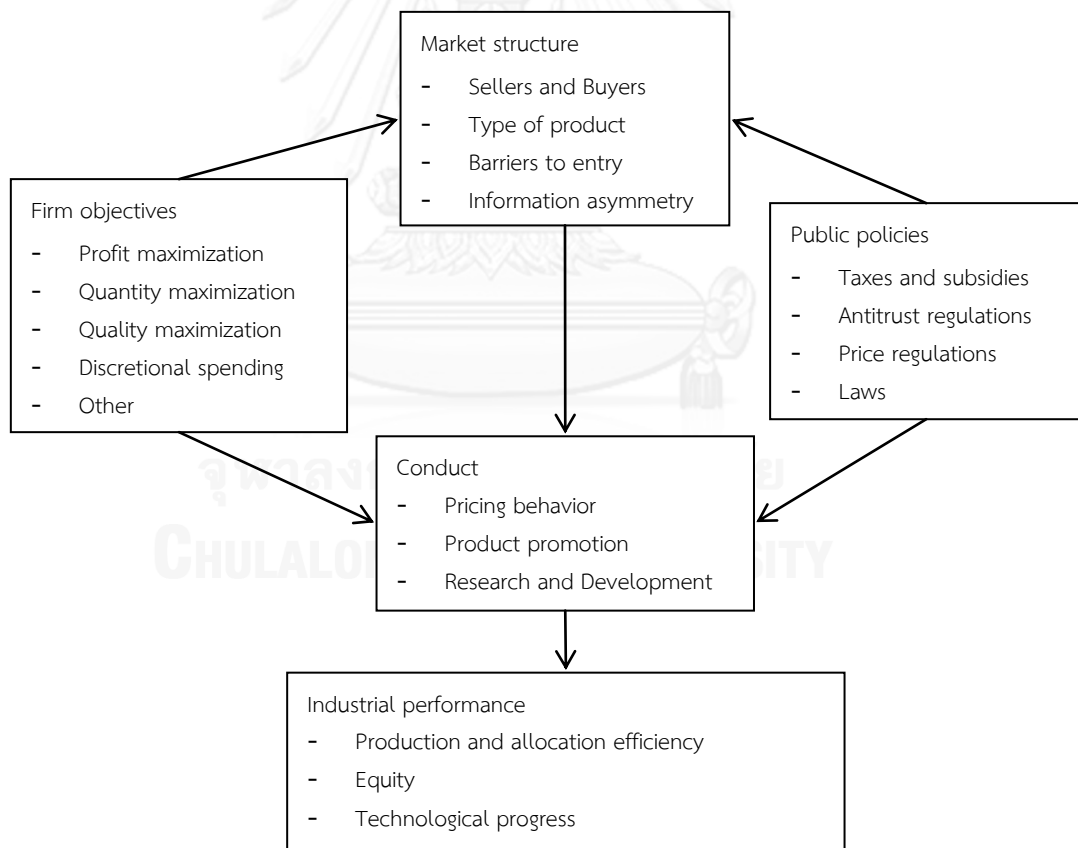 Market structure
- Sellers and Buyers
- Type of product
- Barriers to entry
- Information asymmetry
Firm objectives
- Profit maximization
- Quantity maximization
- Quality maximization
- Discretional spending
- Other
Public policies
- Taxes and subsidies
- Antitrust regulations
- Price regulations
- Laws
Conduct
- Pricing behavior
- Product promotion
- Research and Development
Industrial performance
- Production and allocation efficiency
- Equity
- Technological progress